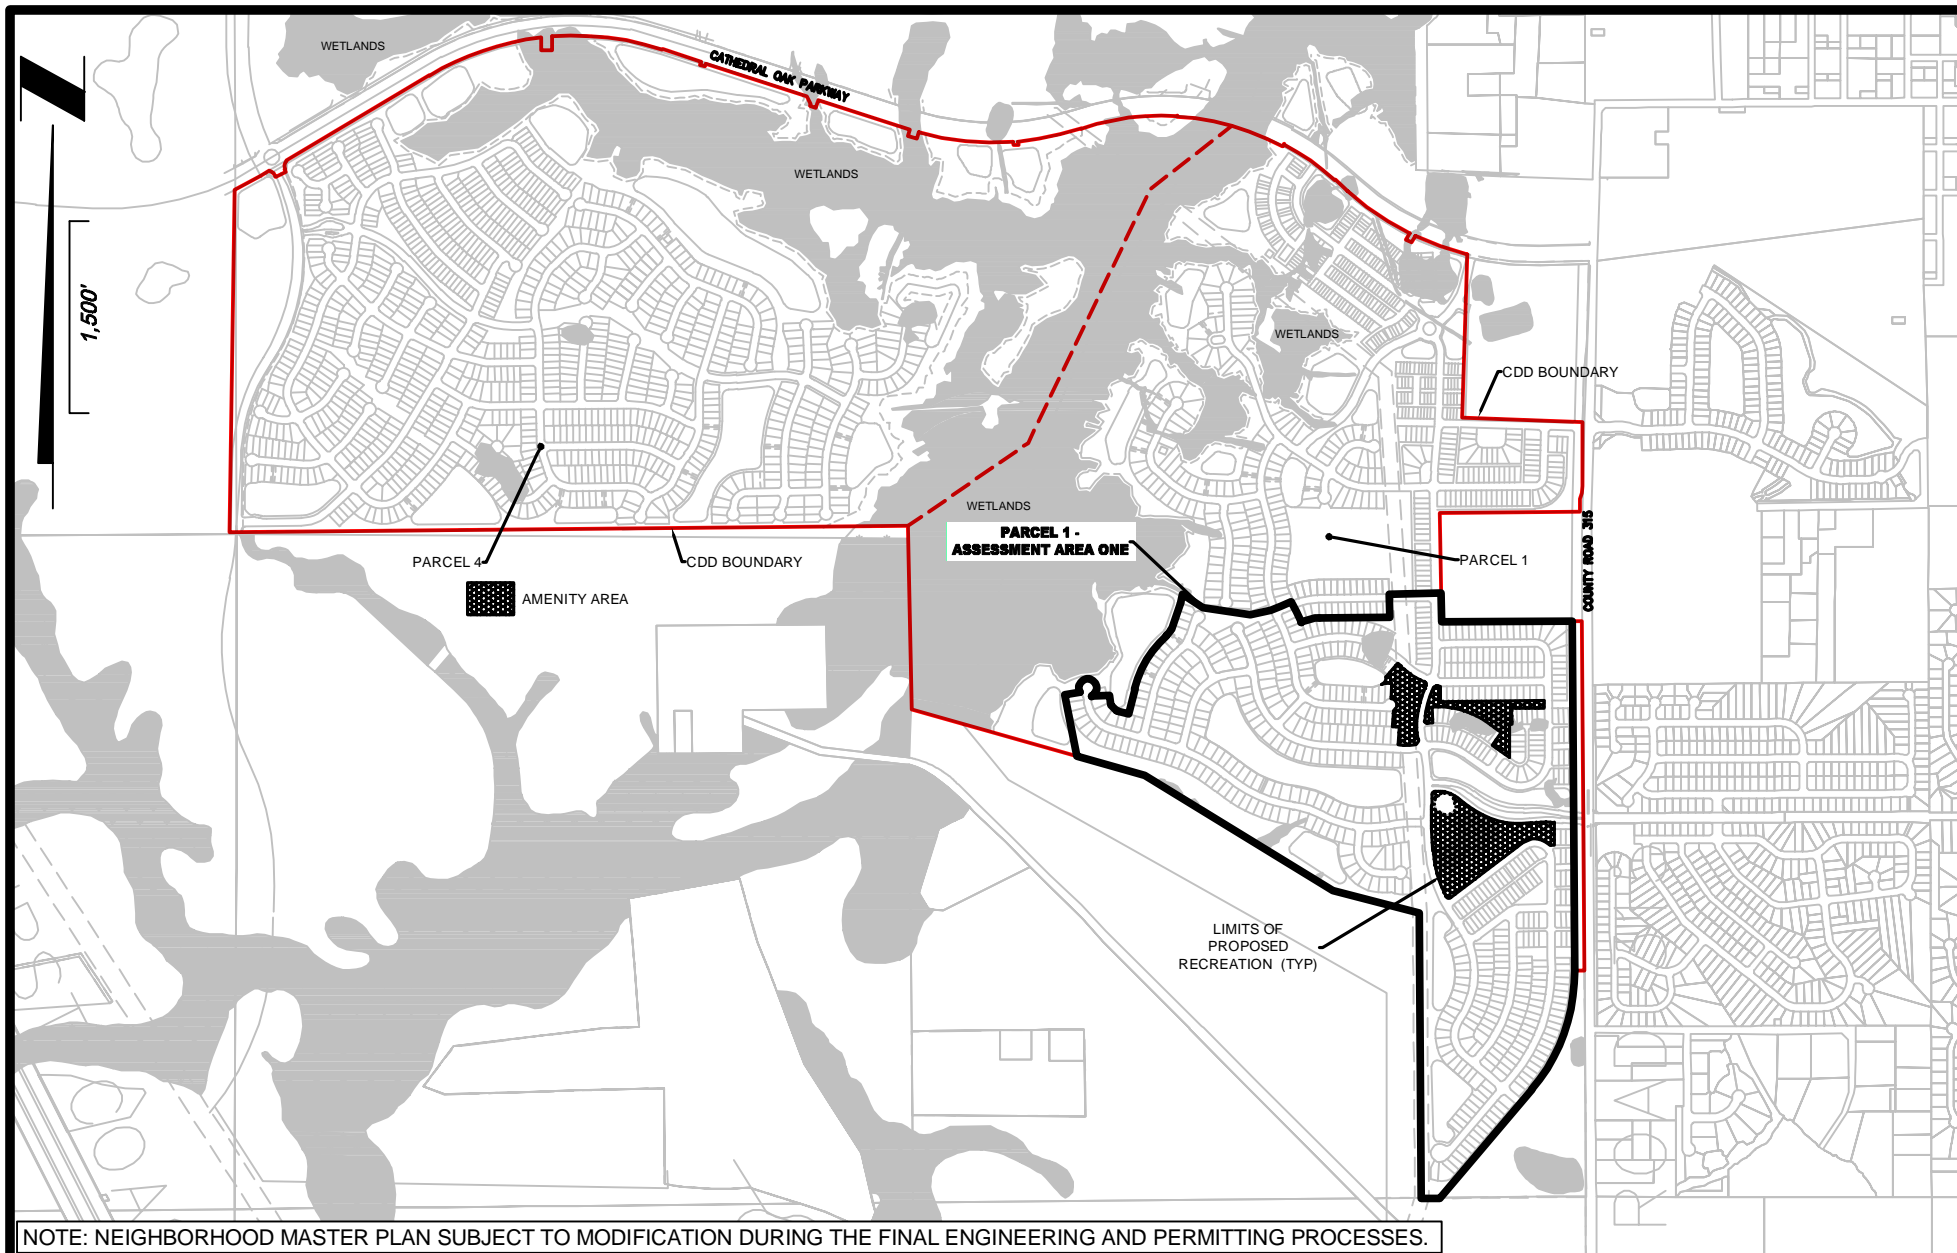 WETLANDS
CATHEDRAL OAK PARKWAY
WETLANDS
1,500'
WETLANDS
CDD BOUNDARY
WETLANDS
PARCEL 1 -
ASSESSMENT AREA ONE
COUNTY ROAD 315
PARCEL 4
CDD BOUNDARY
PARCEL 1
AMENITY AREA
LIMITS OF
PROPOSED
RECREATION (TYP)
NOTE: NEIGHBORHOOD MASTER PLAN SUBJECT TO MODIFICATION DURING THE FINAL ENGINEERING AND PERMITTING PROCESSES.